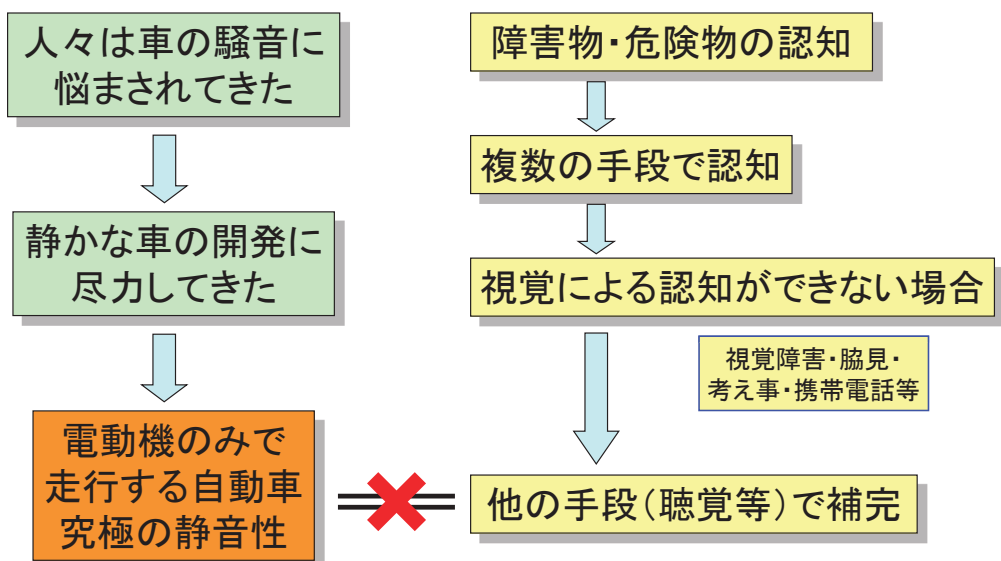 人々は車の騒音に
悩まされてきた
静かな車の開発に
尽力してきた
電動機のみで
走行する自動車
究極の静音性
障害物・危険物の認知
複数の手段で認知
視覚による認知ができない場合
視覚障害・脇見・
考え事・携帯電話等
他の手段(聴覚等)で補完